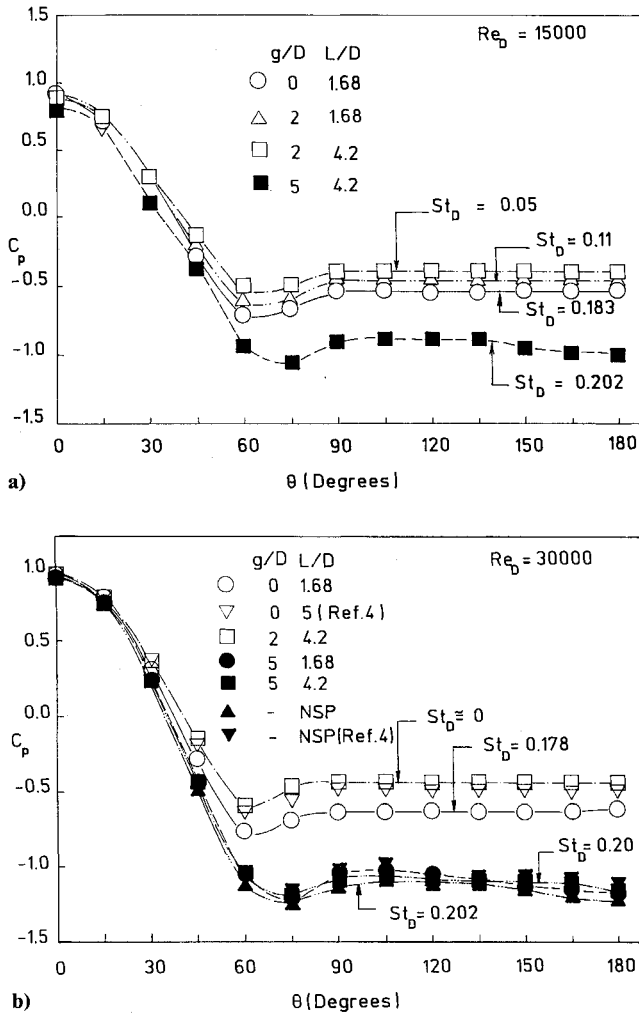 1.5
Re_D = 15000
g/D L/D
0 1.68
2 1.68
2 4.2
5 4.2
1.0
0.5
0.0
C_p
-0.5
-1.0
-1.5
St_D = 0.05
St_D = 0.11
St_D = 0.183
St_D = 0.202
0 30 60 90 120 150 180
θ (Degrees)
a)
Re_D = 30000
g/D L/D
0 1.68
0 5 (Ref.4)
2 4.2
5 1.68
5 4.2
- NSP
- NSP(Ref.4)
1.0
0.5
0.0
C_p
-0.5
-1.0
-1.5
St_D ≅ 0
St_D = 0.178
St_D = 0.20
St_D = 0.202
0 30 60 90 120 150 180
θ (Degrees)
b)